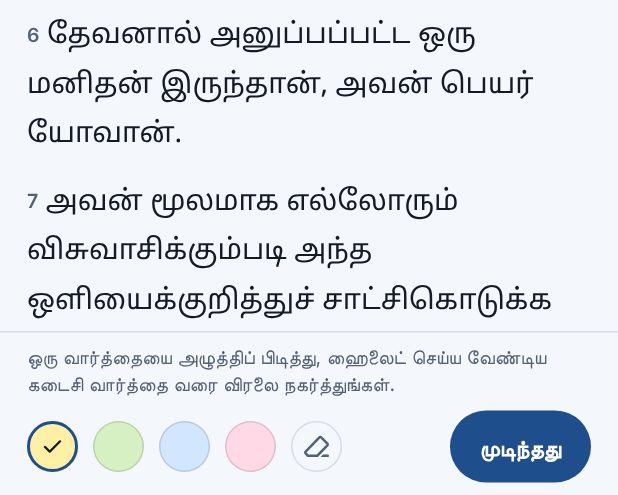 6 தேவனால் அனுப்பப்பட்ட ஒரு
மனிதன் இருந்தான், அவன் பெயர்
யோவான்.
7 அவன் மூலமாக எல்லோரும்
விசுவாசிக்கும்படி அந்த
ஒளியைக்குறித்துச் சாட்சிகொடுக்க
ஒரு வார்த்தையை அழுத்திப் பிடித்து, ஹைலைட் செய்ய வேண்டிய
கடைசி வார்த்தை வரை விரலை நகர்த்துங்கள்.
முடிந்தது